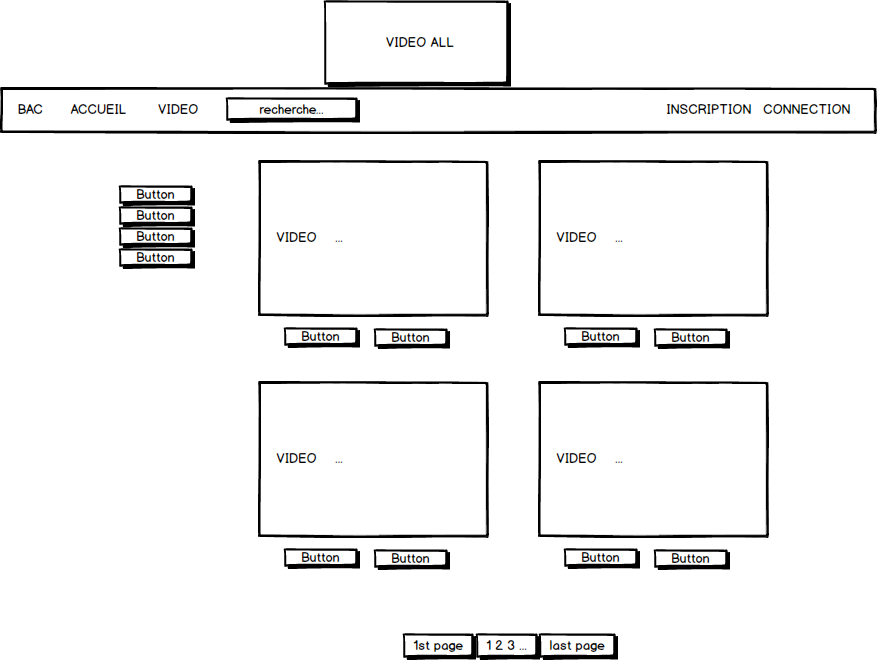 VIDEO ALL
BAC ACCUEIL VIDEO recherche... INSCRIPTION CONNECTION
Button
Button
Button
Button
VIDEO ...
VIDEO ...
Button Button
Button Button
VIDEO ...
VIDEO ...
Button Button
Button Button
1st page 1 2 3 ... last page